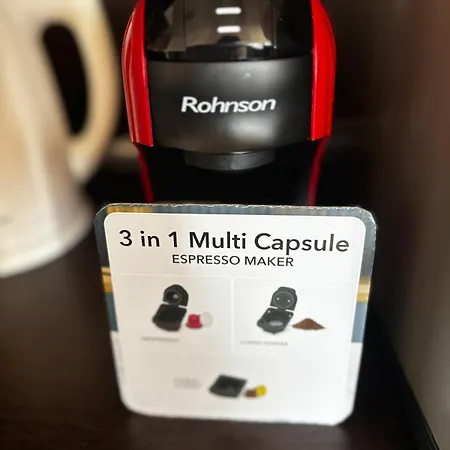 Rohnson
3 in 1 Multi Capsule
ESPRESSO MAKER